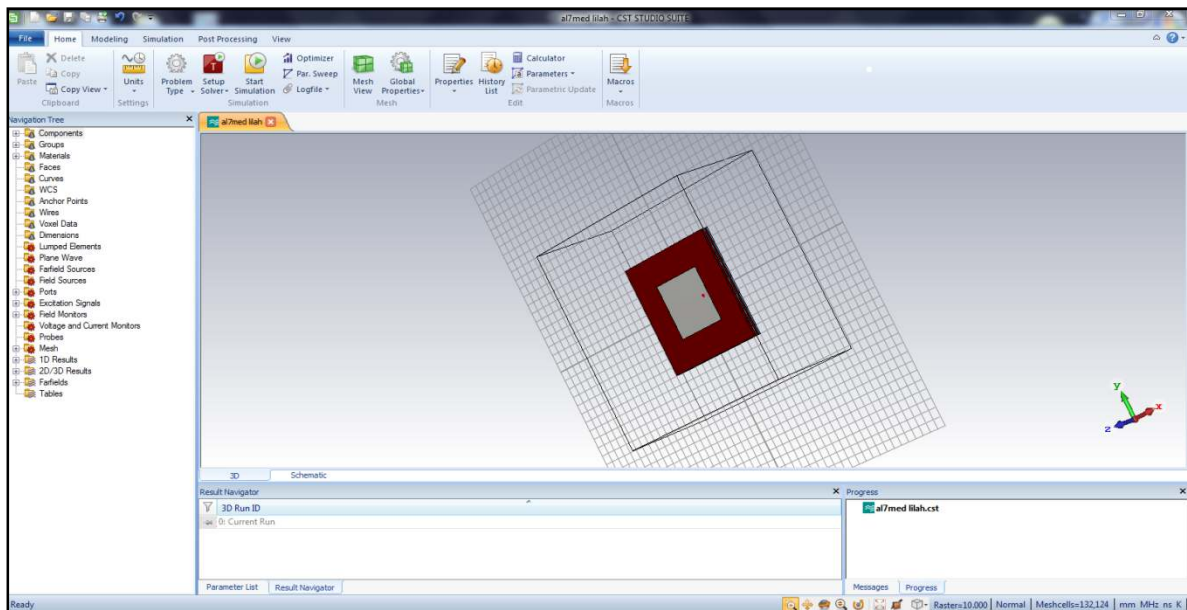 al7med lilah - CST STUDIO SUITE
File Home Modeling Simulation Post Processing View
Paste
Delete
Copy
Copy View
Clipboard
Units
Settings
Problem Type
Setup Solver
Start Simulation
Optimizer
Par. Sweep
Logfile
Simulation
Mesh View
Global Properties
Mesh
Properties
History List
Calculator
Parameters
Parametric Update
Edit
Macros
Macros
Navigation Tree
Components
Groups
Materials
Faces
Curves
WCS
Anchor Points
Wires
Voxel Data
Dimensions
Lumped Elements
Plane Wave
Farfield Sources
Field Sources
Ports
Excitation Signals
Field Monitors
Voltage and Current Monitors
Probes
Mesh
1D Results
2D/3D Results
Farfields
Tables
al7med lilah
y
x
z
3D Schematic
Result Navigator
3D Run ID
0: Current Run
Parameter List Result Navigator
Progress
al7med lilah.cst
Messages Progress
Ready
Raster=10.000 Normal Meshcells=132,124 mm MHz ns K